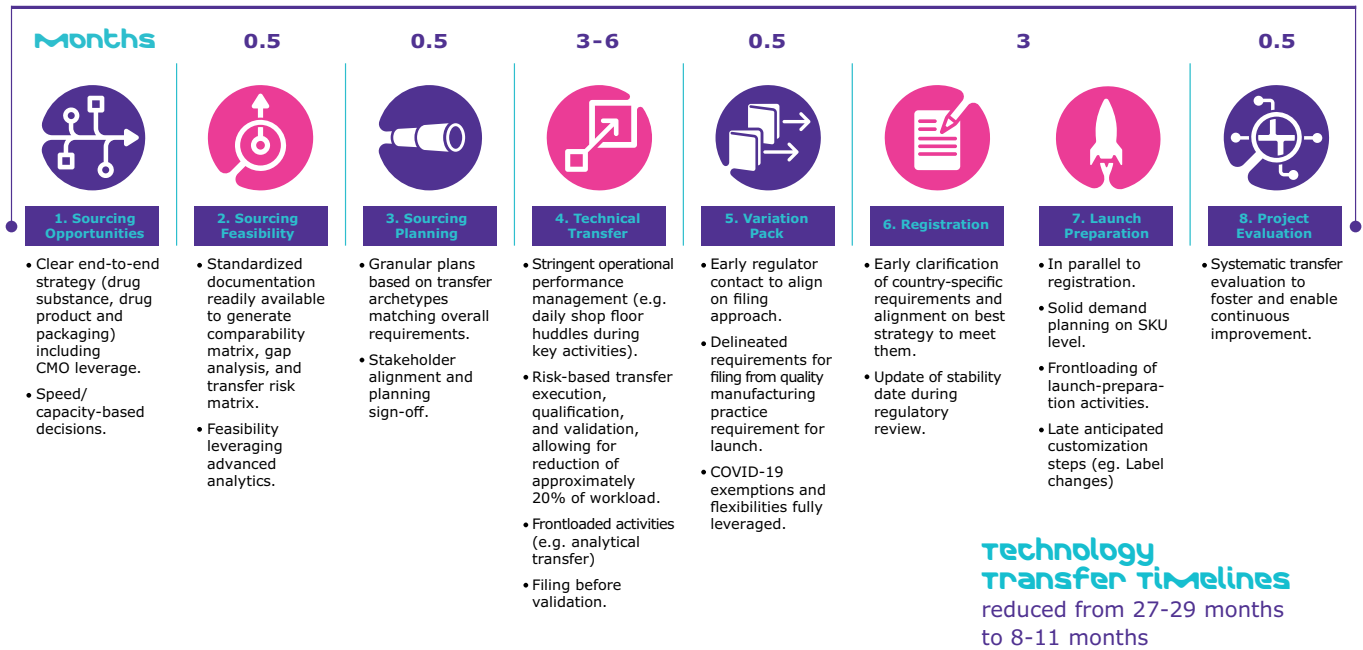 Months
0.5
0.5
3-6
0.5
3
0.5
1. Sourcing
Opportunities
• Clear end-to-end
strategy (drug
substance, drug
product and
packaging)
including
CMO leverage.
• Speed/
capacity-based
decisions.
2. Sourcing
Feasibility
• Standardized
documentation
readily available
to generate
comparability
matrix, gap
analysis, and
transfer risk
matrix.
• Feasibility
leveraging
advanced
analytics.
3. Sourcing
Planning
• Granular plans
based on transfer
archetypes
matching overall
requirements.
• Stakeholder
alignment and
planning
sign-off.
4. Technical
Transfer
• Stringent operational
performance
management (e.g.
daily shop floor
huddles during
key activities).
• Risk-based transfer
execution,
qualification,
and validation,
allowing for
reduction of
approximately
20% of workload.
• Frontloaded activities
(e.g. analytical
transfer)
• Filing before
validation.
5. Variation
Pack
• Early regulator
contact to align
on filing
approach.
• Delineated
requirements for
filing from quality
manufacturing
practice
requirement for
launch.
• COVID-19
exemptions and
flexibilities fully
leveraged.
6. Registration
• Early clarification
of country-specific
requirements and
alignment on best
strategy to meet
them.
• Update of stability
date during
regulatory
review.
7. Launch
Preparation
• In parallel to
registration.
• Solid demand
planning on SKU
level.
• Frontloading of
launch-prepara-
tion activities.
• Late anticipated
customization
steps (eg. Label
changes)
8. Project
Evaluation
• Systematic transfer
evaluation to
foster and enable
continuous
improvement.
Technology
Transfer Timelines
reduced from 27-29 months
to 8-11 months